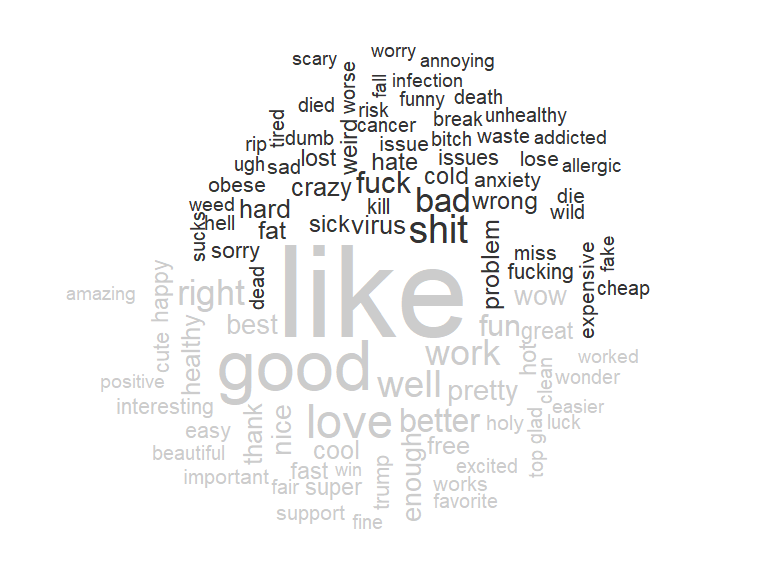 scary
worry
annoying
died
worse
fall
infection
funny
death
risk
tired
weird
cancer
break
unhealthy
rip
dumb
issue
bitch
waste
addicted
ugh
sad
lost
hate
issues
lose
allergic
obese
crazy
fuck
cold
anxiety
weed
hard
kill
bad
wrong
die
wild
sucks
hell
fat
sick
virus
shit
sorry
dead
problem
miss
fucking
expensive
fake
cheap
like
amazing
happy
right
wow
best
fun
great
cute
healthy
good
work
hot
worked
positive
well
pretty
clean
wonder
interesting
thank
nice
love
better
holy
glad
easier
luck
easy
cool
enough
free
top
beautiful
important
fast
win
trump
excited
fair
super
works
favorite
support
fine